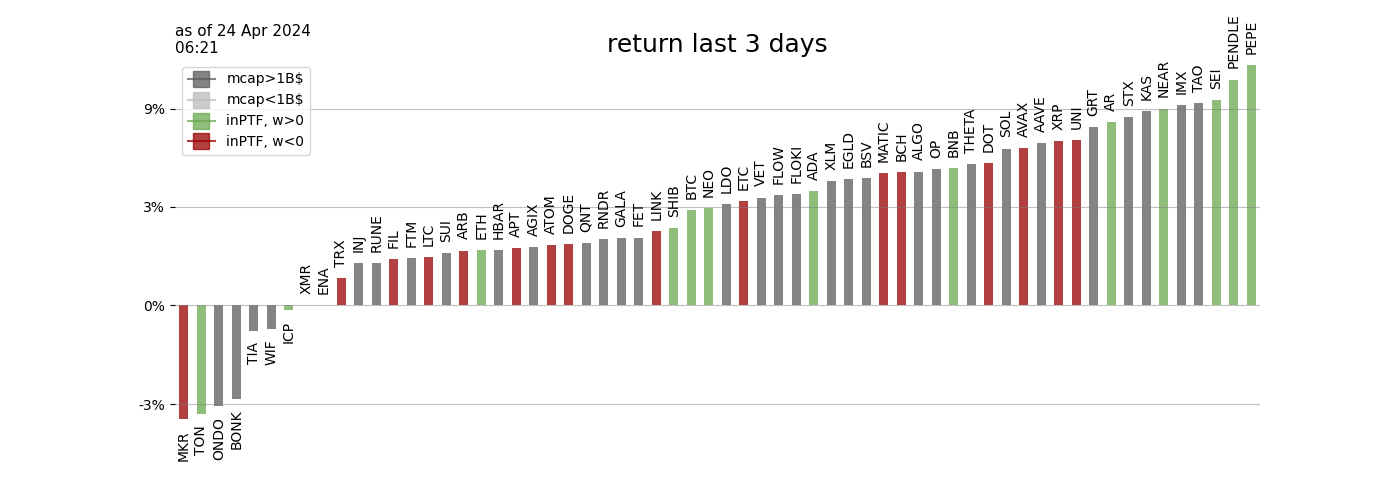 as of 24 Apr 2024
06:21
return last 3 days
mcap>1B$
mcap<1B$
inPTF, w>0
inPTF, w<0
9%
3%
0%
-3%
MKR
TON
ONDO
BONK
TIA
WIF
ICP
XMR
ENA
TRX
INJ
RUNE
FIL
FTM
LTC
SUI
ARB
ETH
HBAR
APT
AGIX
ATOM
DOGE
QNT
RNDR
GALA
FET
LINK
SHIB
BTC
NEO
LDO
ETC
VET
FLOW
FLOKI
ADA
XLM
EGLD
BSV
MATIC
BCH
ALGO
OP
BNB
THETA
DOT
SOL
AVAX
AAVE
XRP
UNI
GRT
AR
STX
KAS
NEAR
IMX
TAO
SEI
PENDLE
PEPE